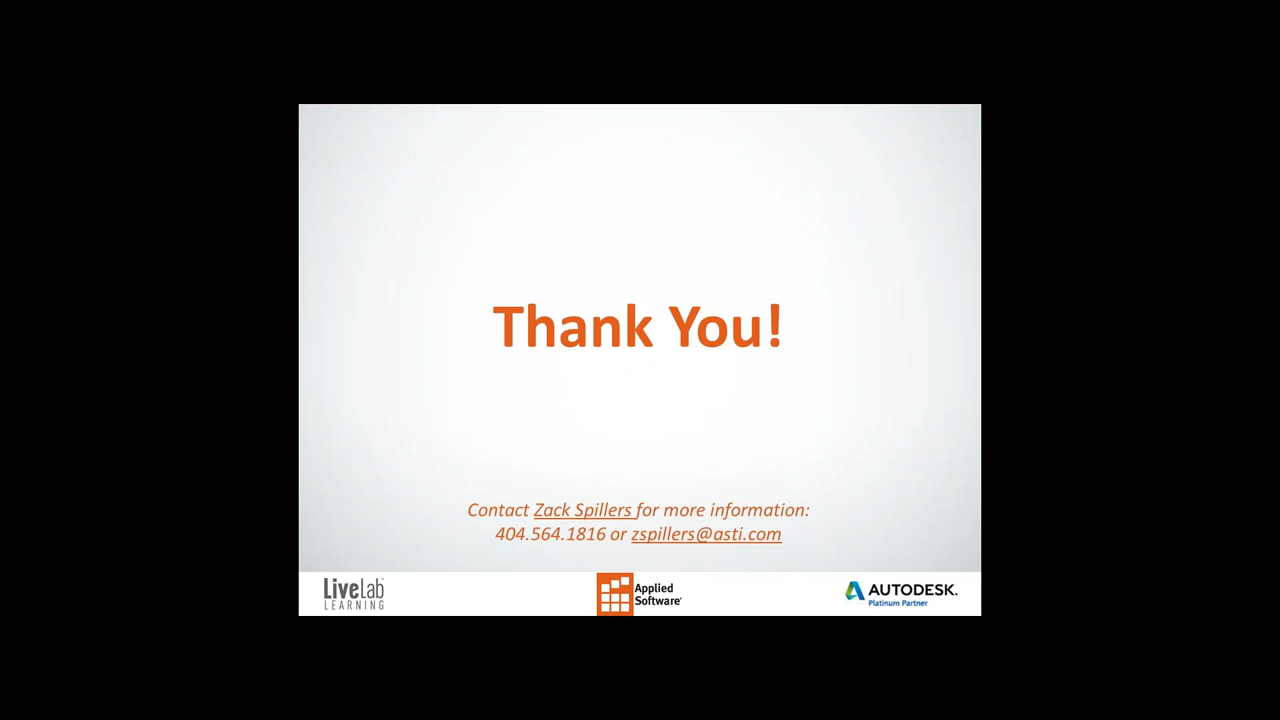 Thank You!
Contact Zack Spillers for more information:
404.564.1816 or zspillers@asti.com
LiveLab
LEARNING
Applied
Software
AUTODESK.
Platinum Partner